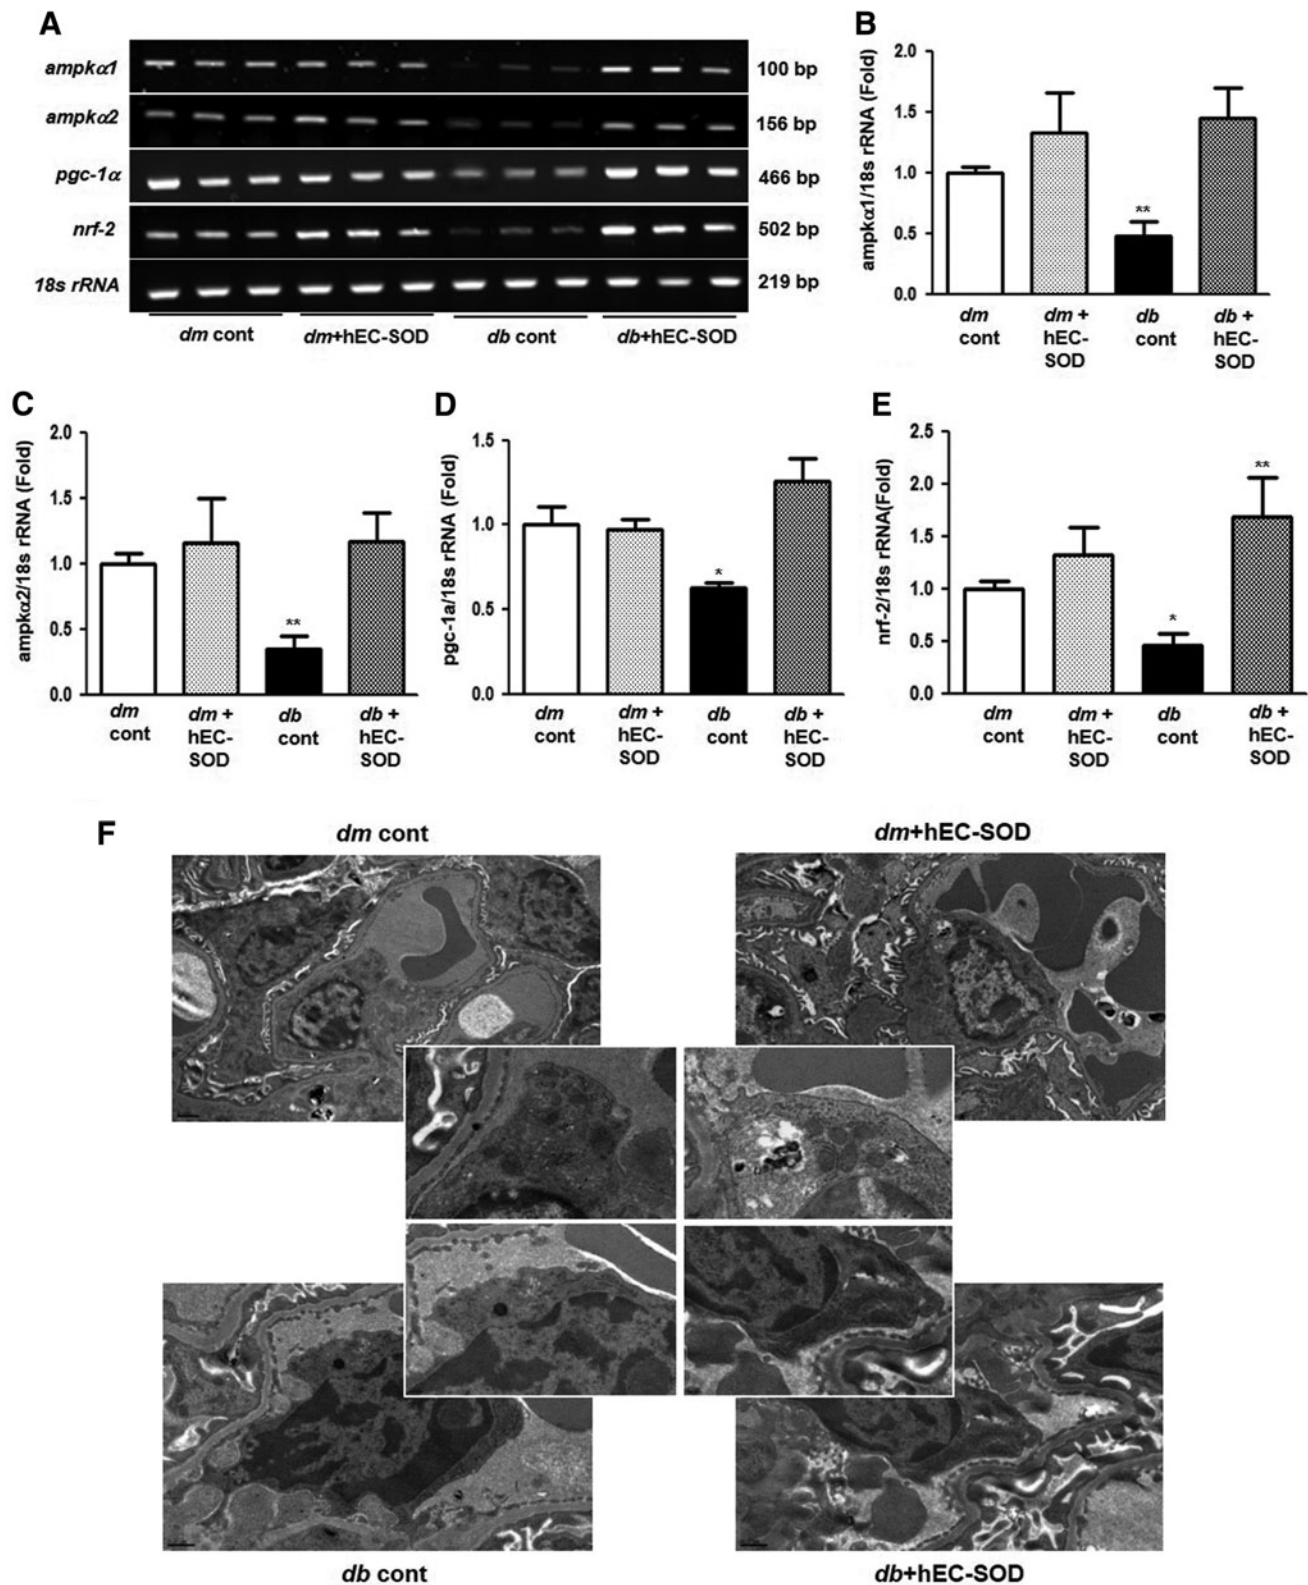 A
ampkα1
100 bp
ampkα2
156 bp
pgc-1α
466 bp
nrf-2
502 bp
18s rRNA
219 bp
dm cont
dm+hEC-SOD
db cont
db+hEC-SOD
B
ampkα1/18s rRNA (Fold)
2.0
1.5
1.0
0.5
0.0
**
dm cont
dm + hEC-SOD
db cont
db + hEC-SOD
C
ampkα2/18s rRNA (Fold)
2.0
1.5
1.0
0.5
0.0
**
dm cont
dm + hEC-SOD
db cont
db + hEC-SOD
D
pgc-1a/18s rRNA (Fold)
1.5
1.0
0.5
0.0
*
dm cont
dm + hEC-SOD
db cont
db + hEC-SOD
E
nrf-2/18s rRNA(Fold)
2.5
2.0
1.5
1.0
0.5
0.0
*
**
dm cont
dm + hEC-SOD
db cont
db + hEC-SOD
F
dm cont
dm+hEC-SOD
db cont
db+hEC-SOD